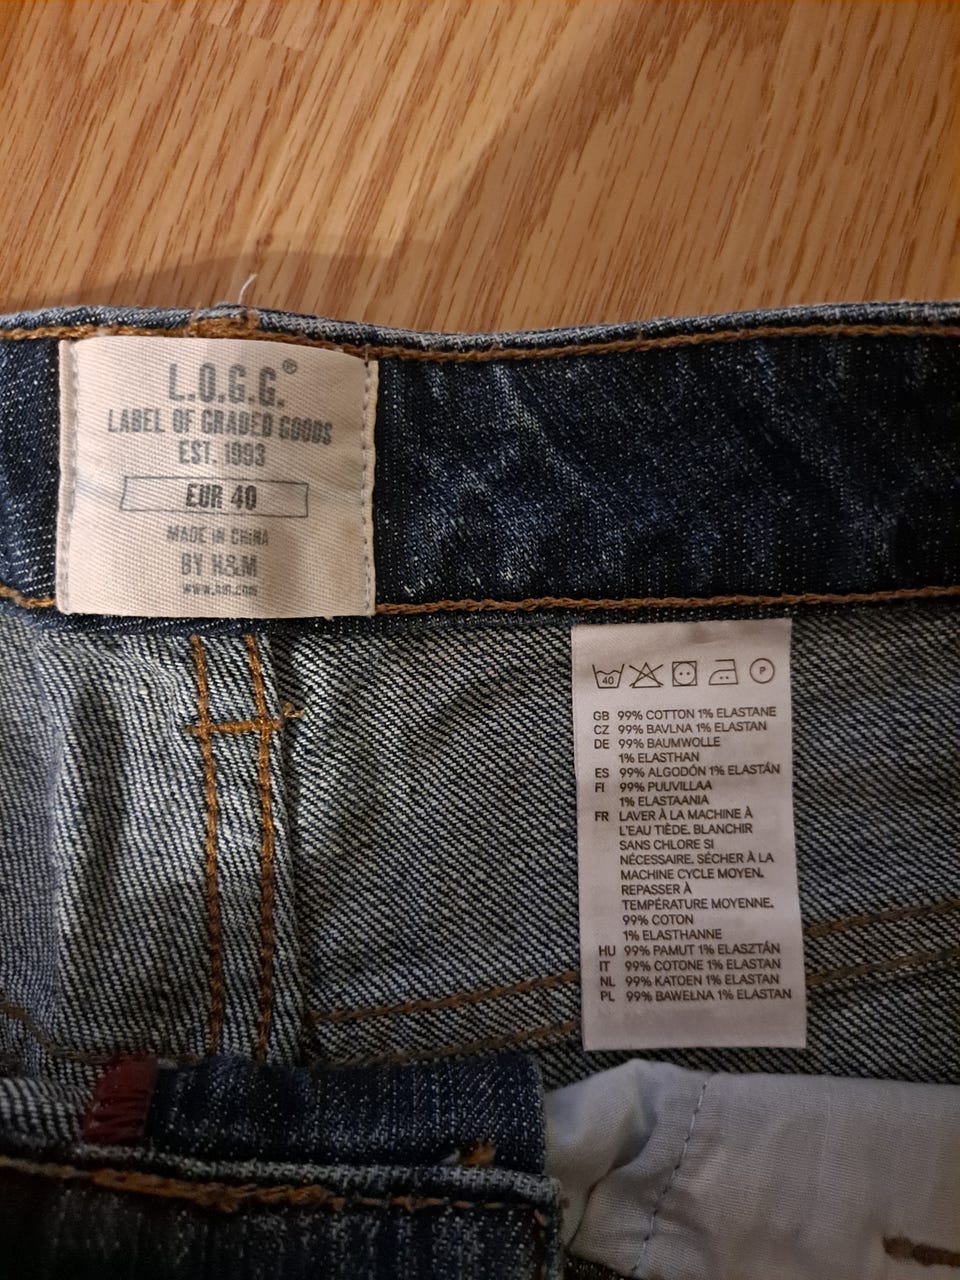 L.O.G.G.®
LABEL OF GRADED GOODS
EST. 1993
EUR 40
MADE IN CHINA
BY H&M
www.hm.com
40
P
GB 99% COTTON 1% ELASTANE
CZ 99% BAVLNA 1% ELASTAN
DE 99% BAUMWOLLE
1% ELASTHAN
ES 99% ALGODÓN 1% ELASTÁN
FI 99% PUUVILLAA
1% ELASTAANIA
FR LAVER À LA MACHINE À
L'EAU TIÈDE. BLANCHIR
SANS CHLORE SI
NÉCESSAIRE. SÉCHER À LA
MACHINE CYCLE MOYEN.
REPASSER À
TEMPÉRATURE MOYENNE.
99% COTON
1% ELASTHANNE
HU 99% PAMUT 1% ELASZTÁN
IT 99% COTONE 1% ELASTAN
NL 99% KATOEN 1% ELASTAN
PL 99% BAWEŁNA 1% ELASTAN